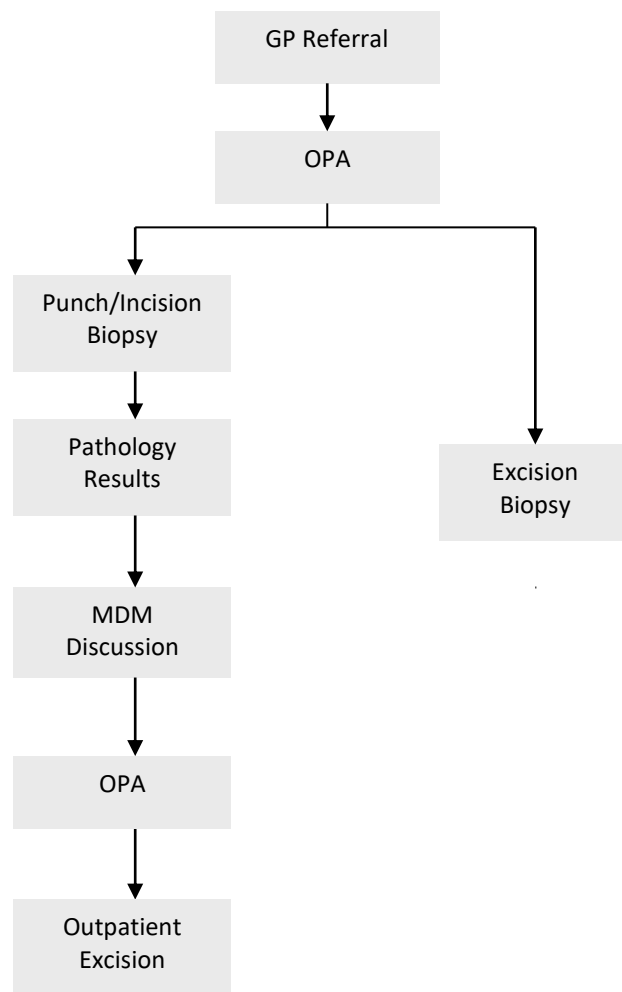 GP Referral
OPA
Punch/Incision
Biopsy
Pathology
Results
Excision
Biopsy
MDM
Discussion
OPA
Outpatient
Excision